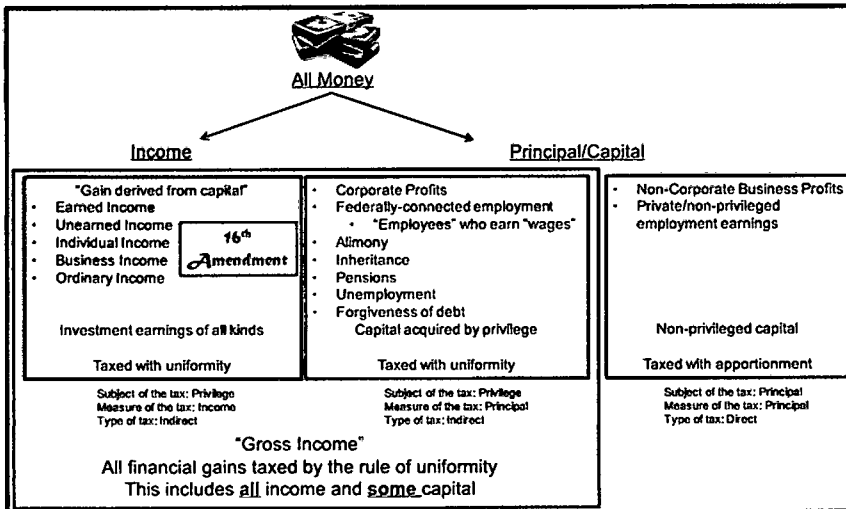 All Money
Income
Principal/Capital
"Gain derived from capital"
· Earned Income
· Unearned Income
· Individual Income
· Business Income
· Ordinary Income
16th
Amendment
Investment earnings of all kinds
Taxed with uniformity
· Corporate Profits
· Federally-connected employment
· "Employees" who earn "wages"
· Alimony
· Inheritance
· Pensions
· Unemployment
· Forgiveness of debt
Capital acquired by privilege
Taxed with uniformity
· Non-Corporate Business Profits
· Private/non-privileged
employment earnings
Non-privileged capital
Taxed with apportionment
Subject of the tax: Privilege
Measure of the tax: Income
Type of tax: Indirect
Subject of the tax: Privilege
Measure of the tax: Principal
Type of tax: Indirect
Subject of the tax: Principal
Measure of the tax: Principal
Type of tax: Direct
"Gross Income"
All financial gains taxed by the rule of uniformity
This includes all income and some capital